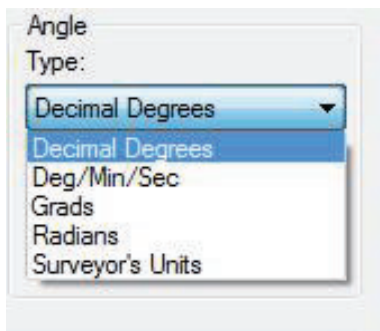 Angle
Type:
Decimal Degrees
Decimal Degrees
Deg/Min/Sec
Grads
Radians
Surveyor's Units